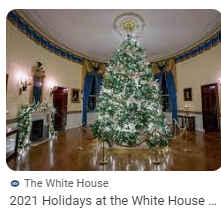 The White House
2021 Holidays at the White House ...